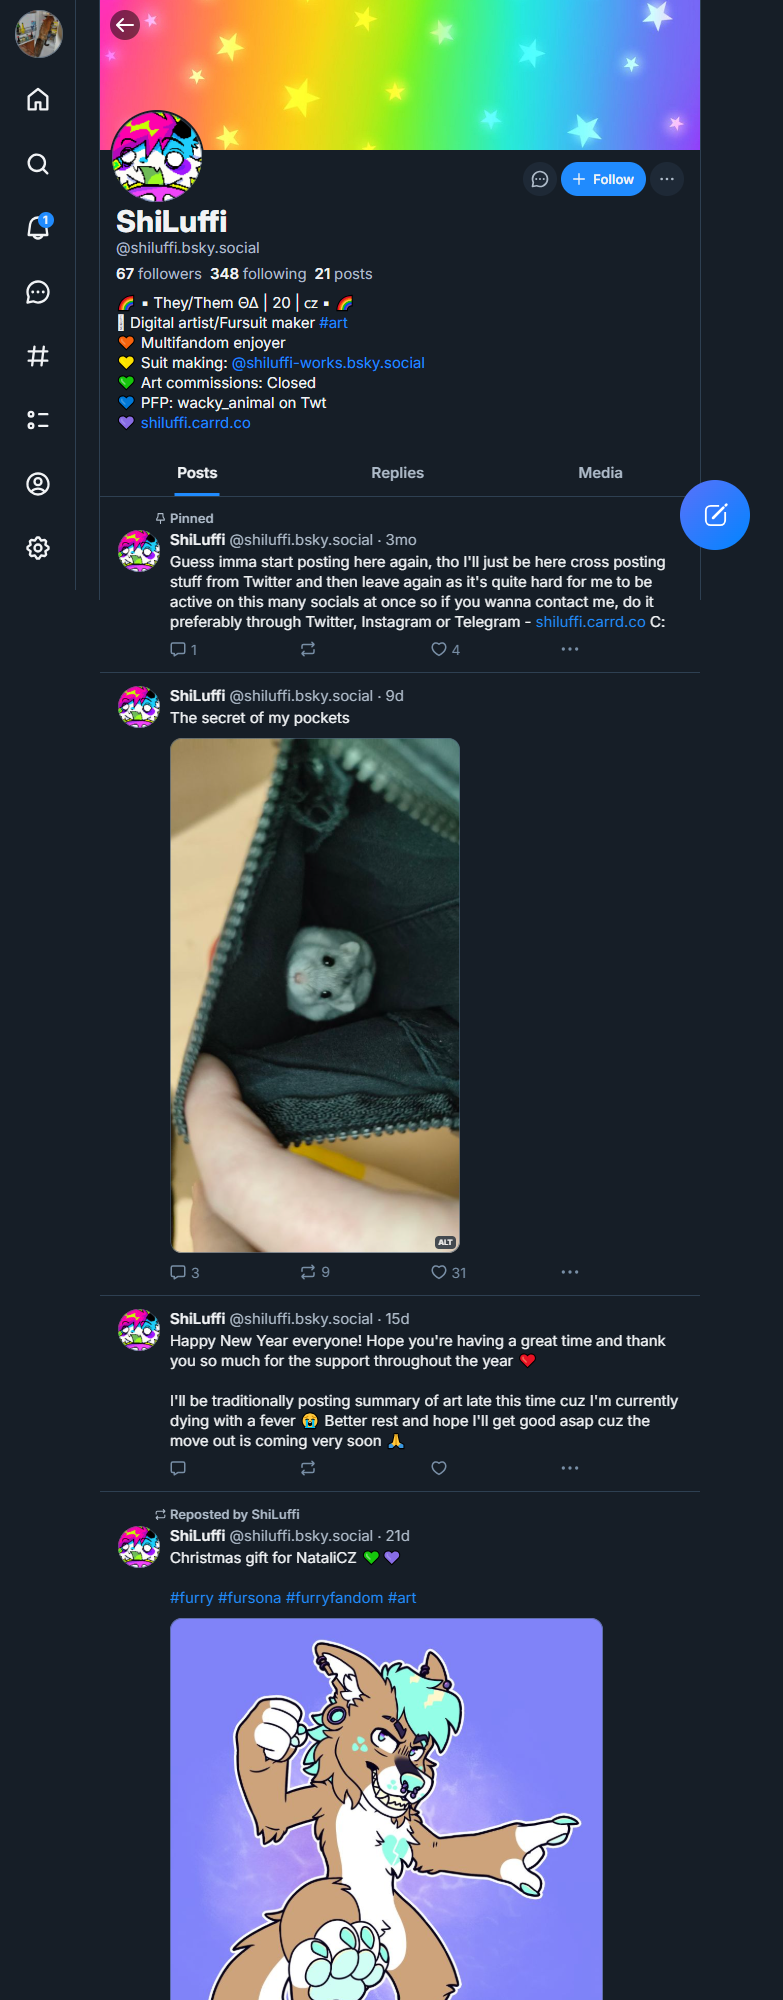 1
Follow
ShiLuffi
@shiluffi.bsky.social
67 followers 348 following 21 posts
🌈 ▪ They/Them ΘΔ | 20 | cz ▪ 🌈
Digital artist/Fursuit maker #art
🧡 Multifandom enjoyer
💛 Suit making: @shiluffi-works.bsky.social
💚 Art commissions: Closed
💙 PFP: wacky_animal on Twt
💜 shiluffi.carrd.co
Posts Replies Media
Pinned
ShiLuffi @shiluffi.bsky.social · 3mo
Guess imma start posting here again, tho I'll just be here cross posting
stuff from Twitter and then leave again as it's quite hard for me to be
active on this many socials at once so if you wanna contact me, do it
preferably through Twitter, Instagram or Telegram - shiluffi.carrd.co C:
1 4
ShiLuffi @shiluffi.bsky.social · 9d
The secret of my pockets
ALT
3 9 31
ShiLuffi @shiluffi.bsky.social · 15d
Happy New Year everyone! Hope you're having a great time and thank
you so much for the support throughout the year ❤️
I'll be traditionally posting summary of art late this time cuz I'm currently
dying with a fever 😭 Better rest and hope I'll get good asap cuz the
move out is coming very soon 🙏
Reposted by ShiLuffi
ShiLuffi @shiluffi.bsky.social · 21d
Christmas gift for NataliCZ 💚💜
#furry #fursona #furryfandom #art